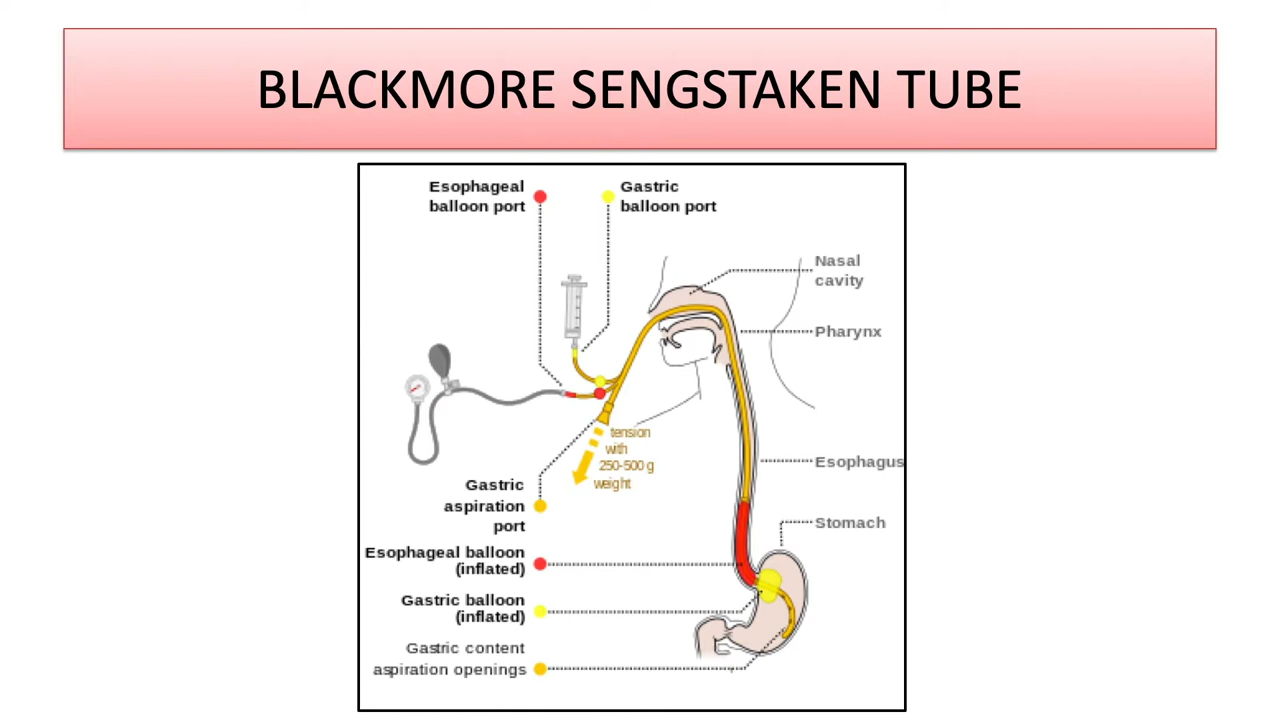 BLACKMORE SENGSTAKEN TUBE
Esophageal
balloon port
Gastric
balloon port
Nasal
cavity
Pharynx
tension
with
250-500 g
weight
Esophagus
Gastric
aspiration
port
Stomach
Esophageal balloon
(inflated)
Gastric balloon
(inflated)
Gastric content
aspiration openings